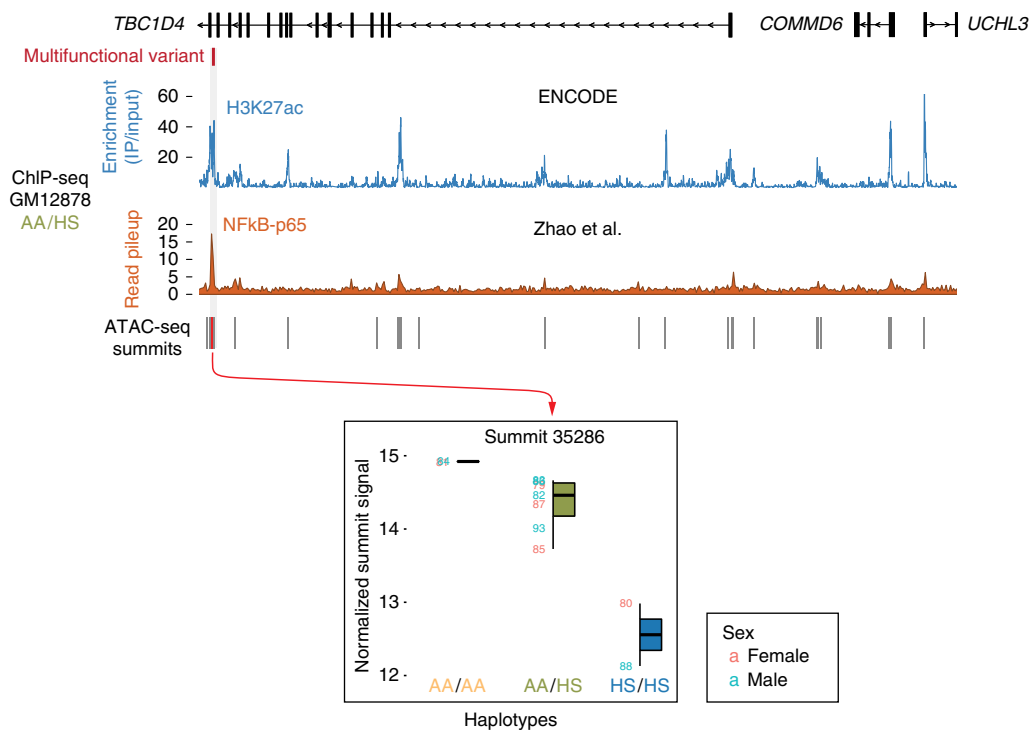 TBC1D4 COMMD6 UCHL3
Multifunctional variant
Enrichment (IP/input)
60
40
20
H3K27ac
ENCODE
ChIP-seq
GM12878
AA/HS
Read pileup
20
15
10
5
0
NFkB-p65
Zhao et al.
ATAC-seq
summits
Summit 35286
Normalized summit signal
15
14
13
12
84
82
87
93
85
80
88
AA/AA AA/HS HS/HS
Haplotypes
Sex
a Female
a Male